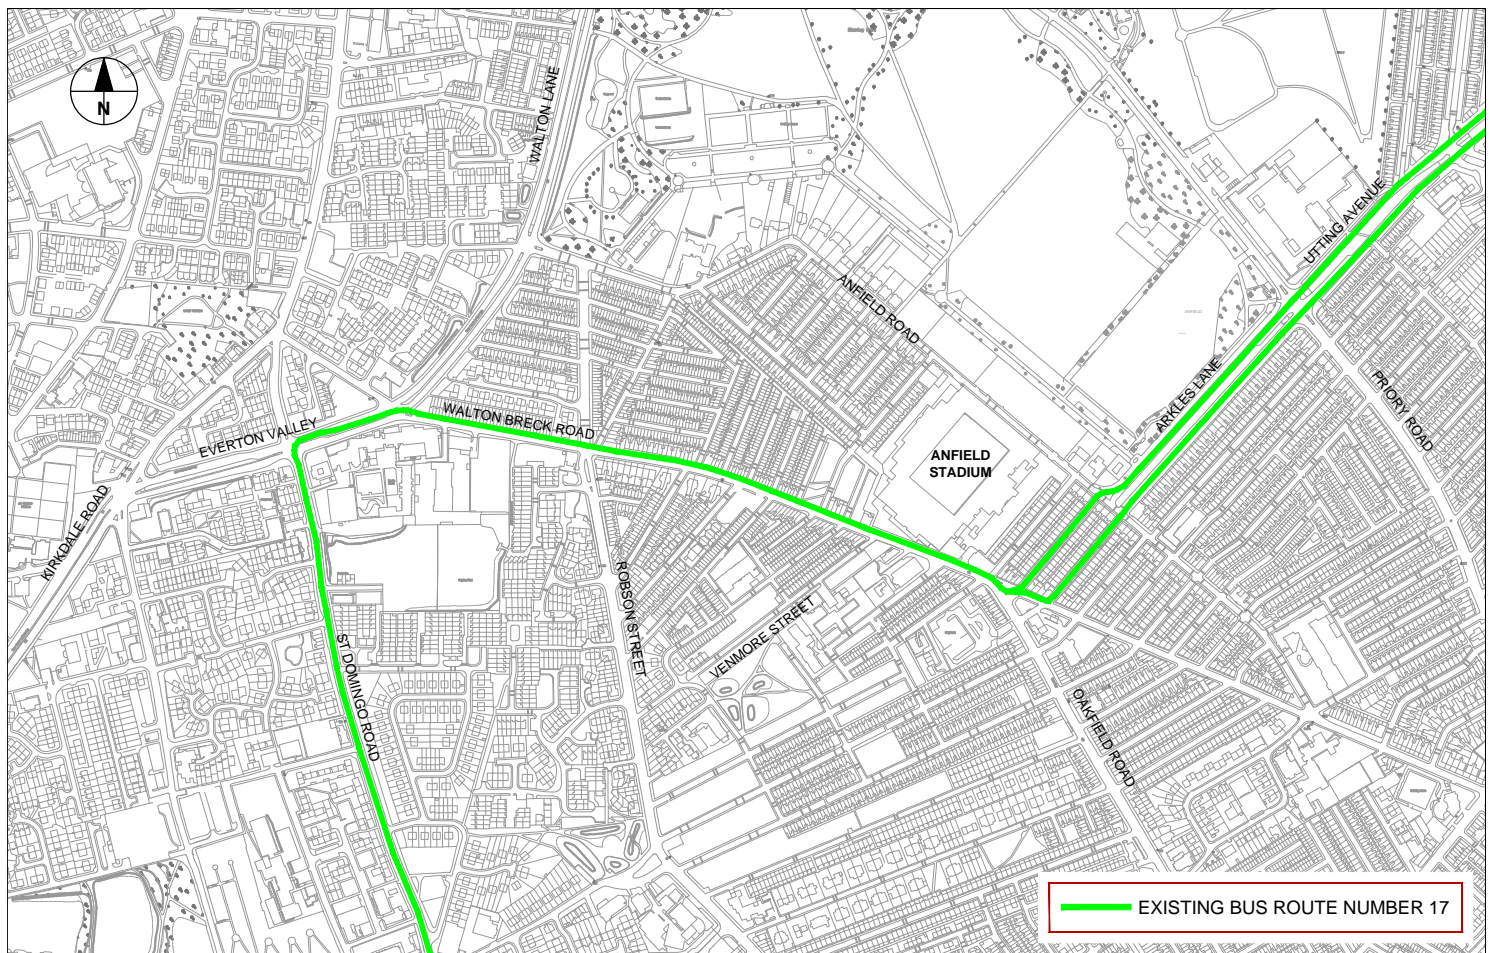 N
WALTON LANE
UTTING AVENUE
ANFIELD ROAD
ARKLES LANE
PRIORY ROAD
WALTON BRECK ROAD
EVERTON VALLEY
ANFIELD
STADIUM
KIRKDALE ROAD
ROBSON STREET
VENMORE STREET
ST DOMINGO ROAD
OAKFIELD ROAD
EXISTING BUS ROUTE NUMBER 17